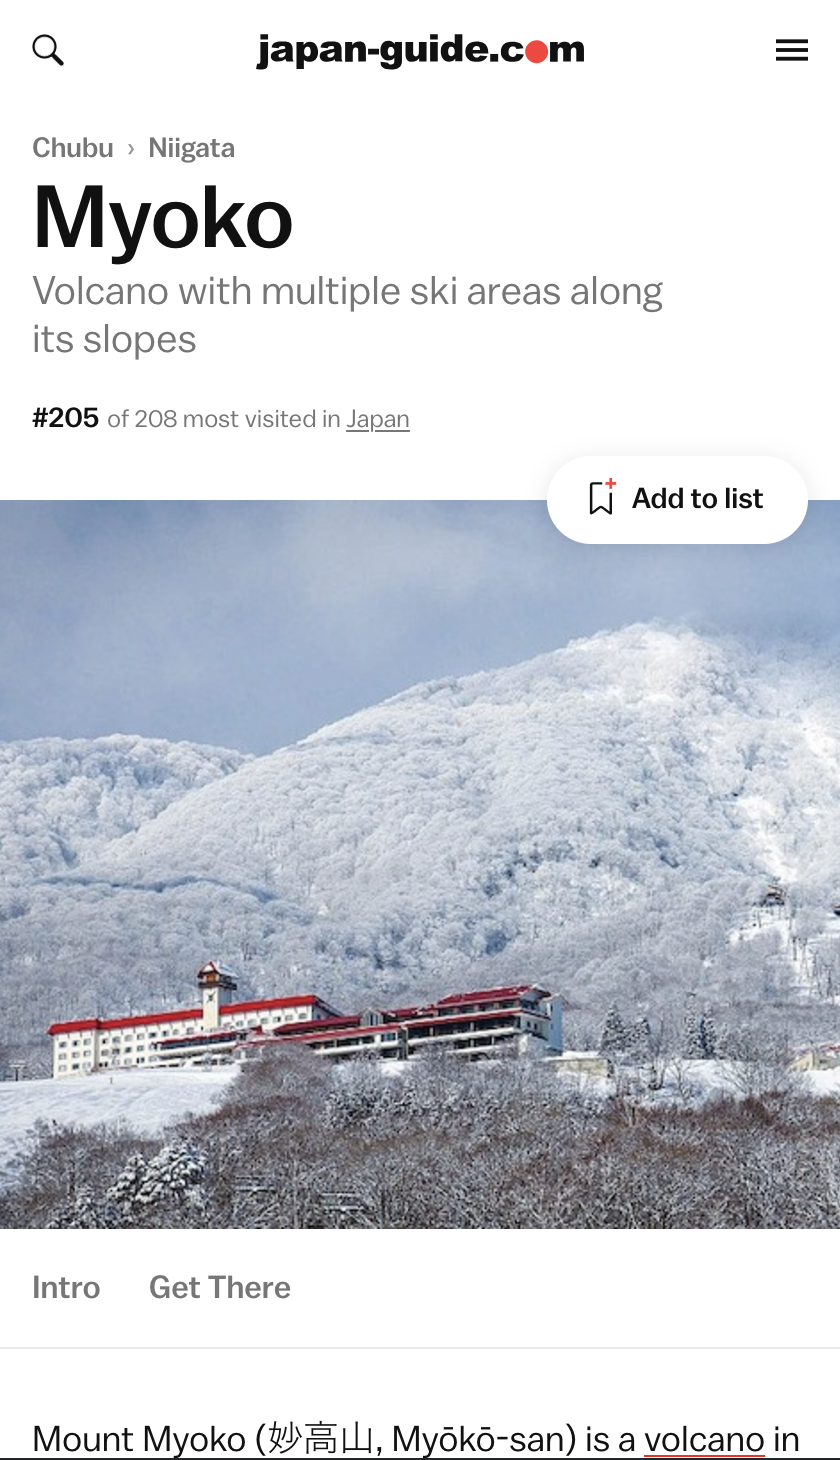 japan-guide.com
Chubu › Niigata
Myoko
Volcano with multiple ski areas along
its slopes
#205 of 208 most visited in Japan
Add to list
Intro Get There
Mount Myoko (妙高山, Myōkō-san) is a volcano in